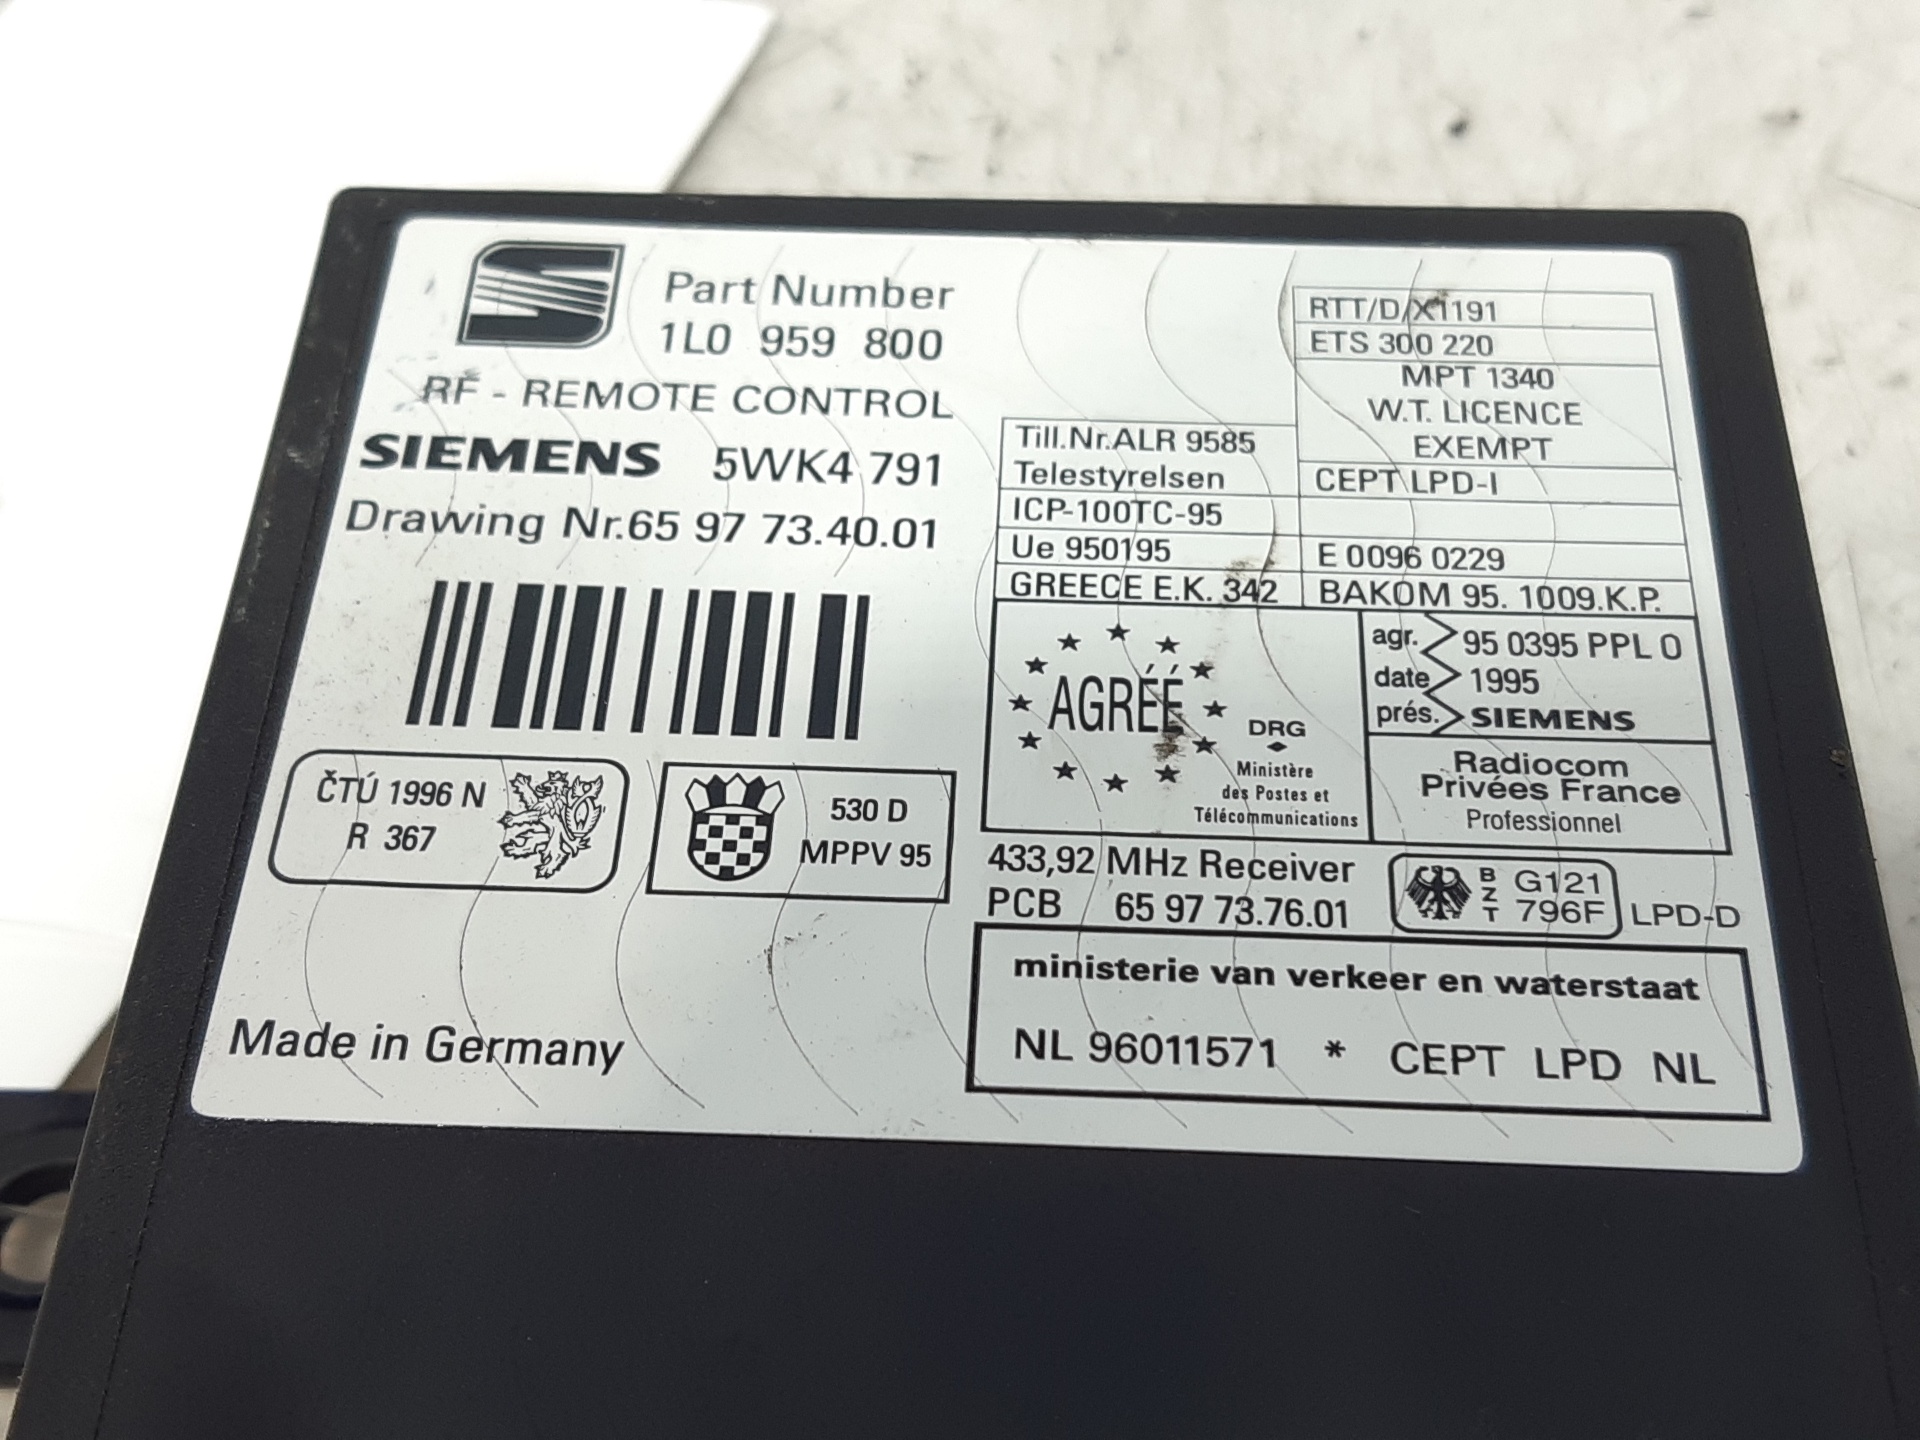 Part Number
1L0 959 800
RF - REMOTE CONTROL
SIEMENS 5WK4 791
Drawing Nr.65 97 73.40.01
ČTÚ 1996 N
R 367
530 D
MPPV 95
Made in Germany
RTT/D/X1191
ETS 300 220
MPT 1340
W.T. LICENCE
EXEMPT
Till.Nr.ALR 9585
Telestyrelsen
CEPT LPD-I
ICP-100TC-95
Ue 950195
E 0096 0229
GREECE E.K. 342
BAKOM 95. 1009.K.P.
AGRÉÉ
DRG
Ministère
des Postes et
Télécommunications
agr. 95 0395 PPL 0
date 1995
prés. SIEMENS
Radiocom
Privées France
Professionnel
433,92 MHz Receiver
PCB 65 97 73.76.01
BZT
G121
796F
LPD-D
ministerie van verkeer en waterstaat
NL 96011571 * CEPT LPD NL